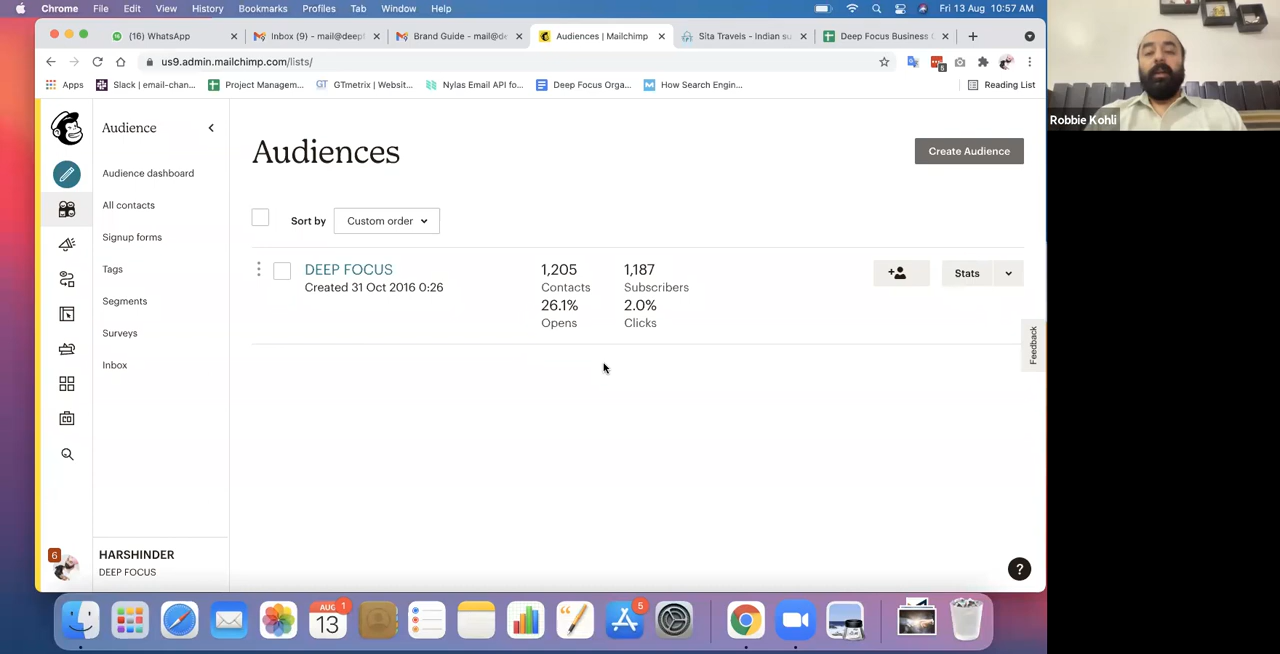 Chrome File Edit View History Bookmarks Profiles Tab Window Help
Fri 13 Aug 10:57 AM
(16) WhatsApp
Inbox (9) - mail@deepf
Brand Guide - mail@de
Audiences | Mailchimp
Sita Travels - Indian su
Deep Focus Business
us9.admin.mailchimp.com/lists/
6
Apps
Slack | email-chan...
Project Managem...
GTmetrix | Websit...
Nylas Email API fo...
Deep Focus Orga...
How Search Engin...
Reading List
Robbie Kohli
Audience
Audience dashboard
All contacts
Signup forms
Tags
Segments
Surveys
Inbox
6
HARSHINDER
DEEP FOCUS
Audiences
Create Audience
Sort by
Custom order
DEEP FOCUS
Created 31 Oct 2016 0:26
1,205
Contacts
26.1%
Opens
1,187
Subscribers
2.0%
Clicks
Stats
Feedback
?
AUG
1
13
5